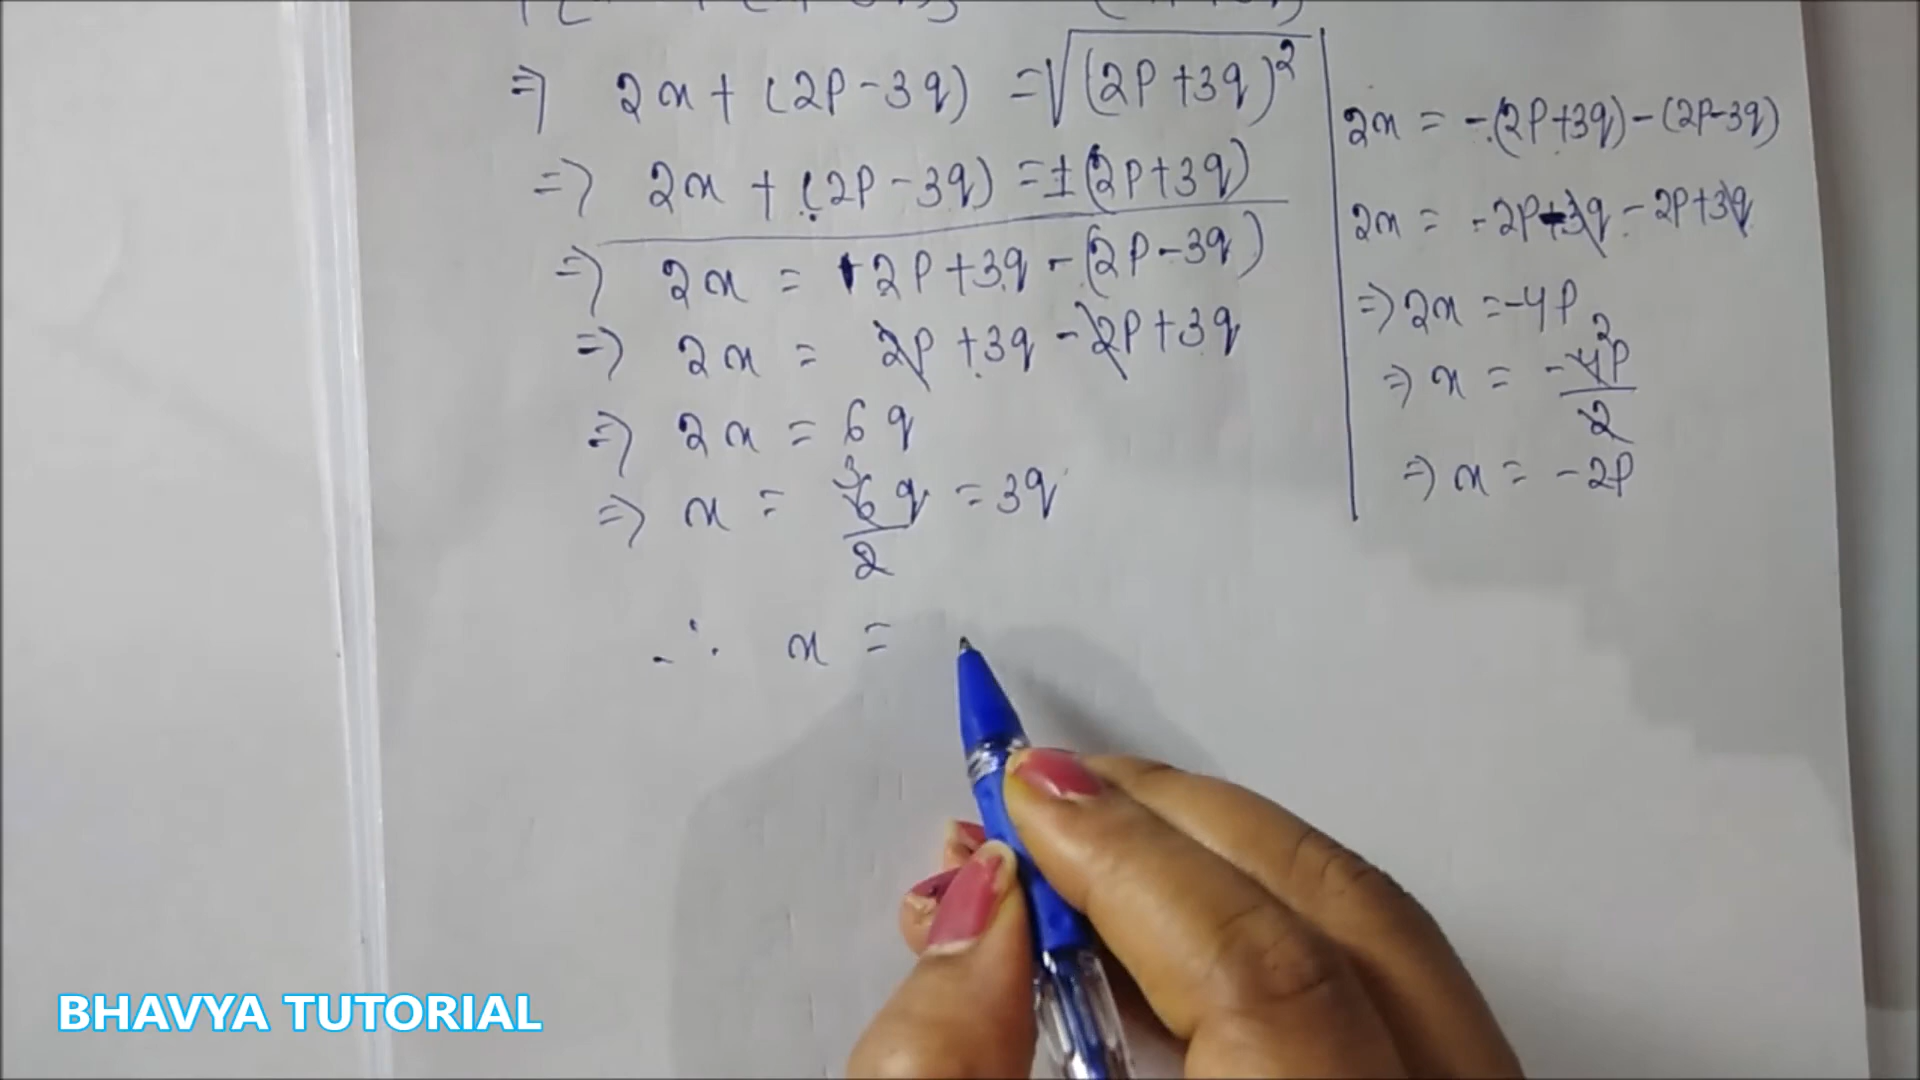 ⇒ 2x + (2p - 3q) = √(2p + 3q)²
⇒ 2x + (2p - 3q) = ± (2p + 3q)
⇒ 2x = +2p + 3q - (2p - 3q)
⇒ 2x = 2p + 3q - 2p + 3q
⇒ 2x = 6q
⇒ x = 6q/2 = 3q
3
∴ x =
2x = -(2p+3q) - (2p-3q)
2x = -2p - 3q - 2p + 3q
⇒ 2x = -4p
⇒ x = -4p/2
2
⇒ x = -2p
BHAVYA TUTORIAL